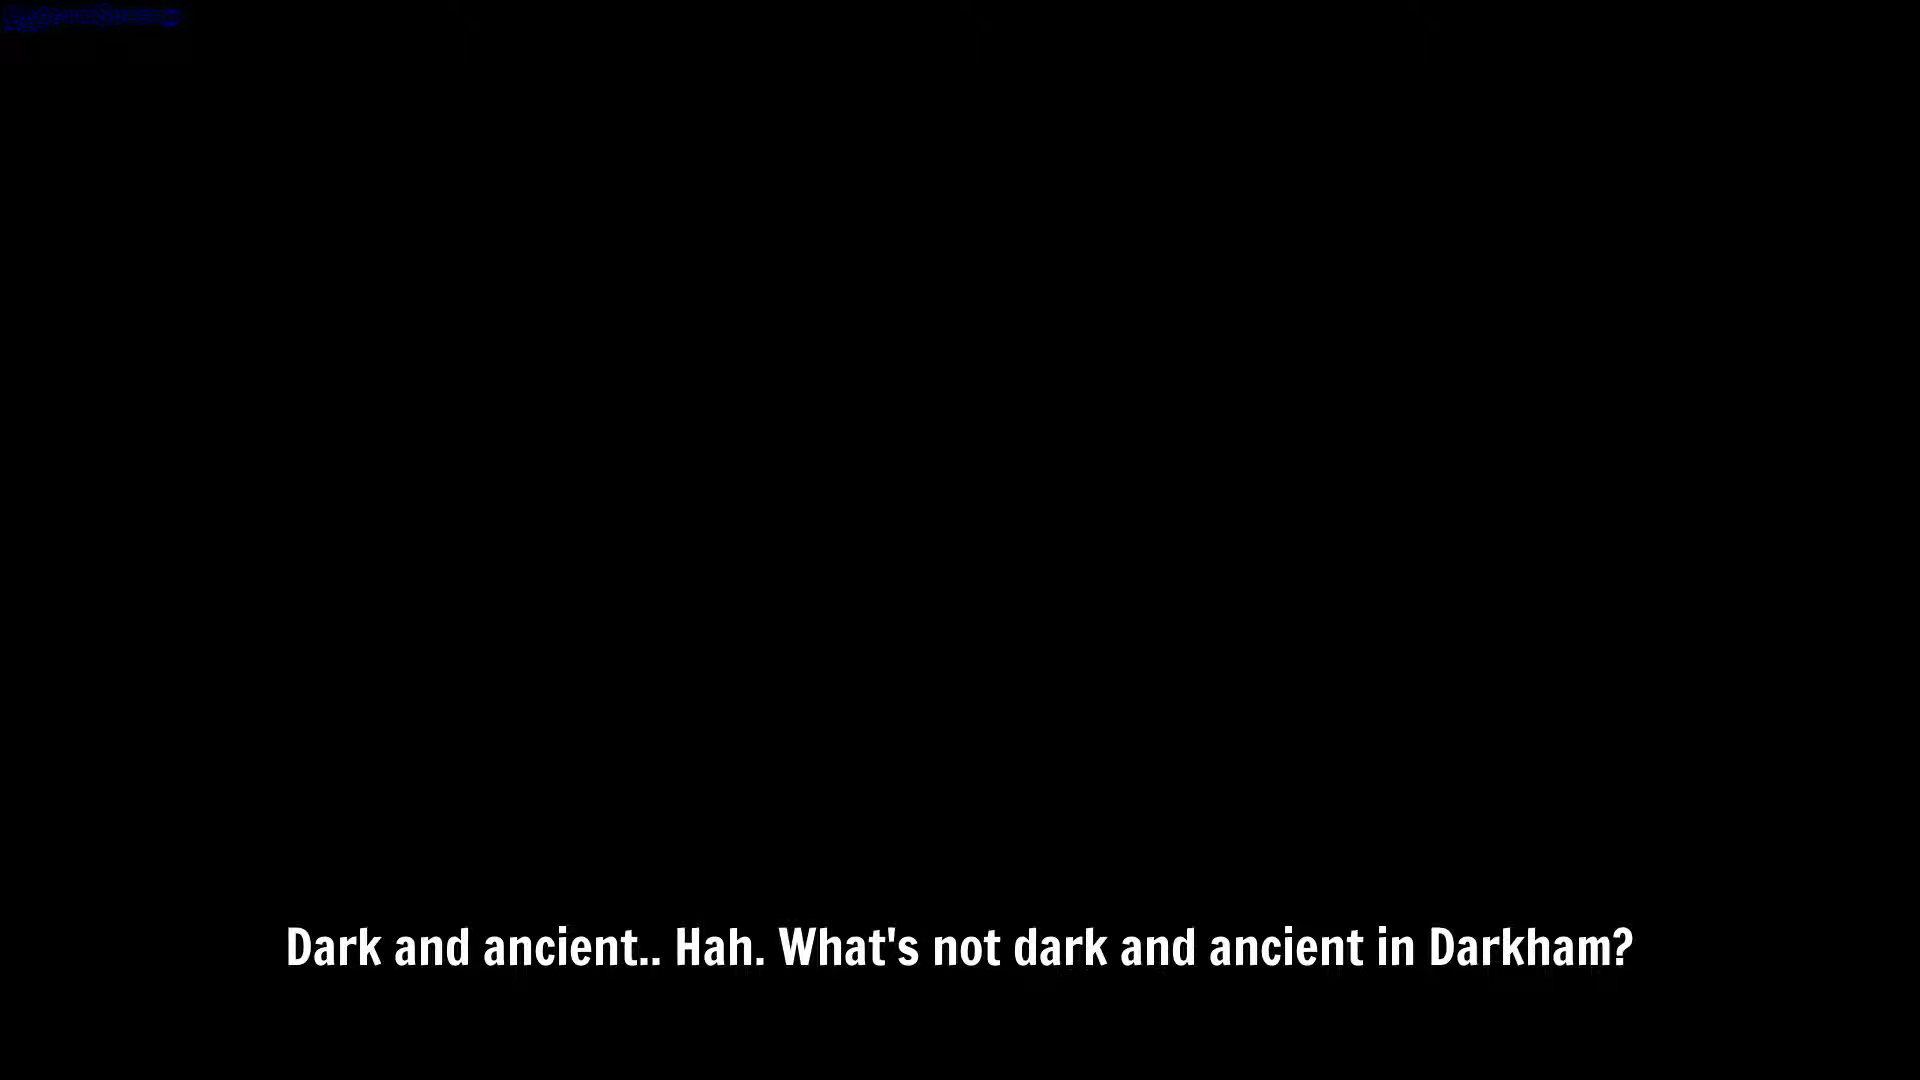 Dark and ancient.. Hah. What's not dark and ancient in Darkham?